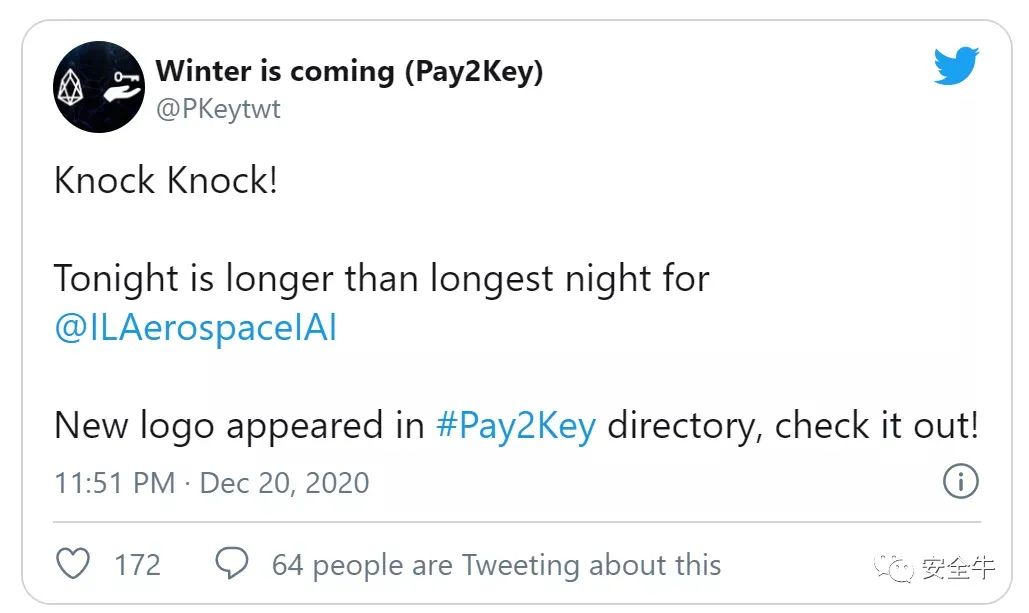 Winter is coming (Pay2Key)
@PKeytwt
Knock Knock!
Tonight is longer than longest night for
@ILAerospaceIAI
New logo appeared in #Pay2Key directory, check it out!
11:51 PM · Dec 20, 2020
172
64 people are Tweeting about this
安全牛